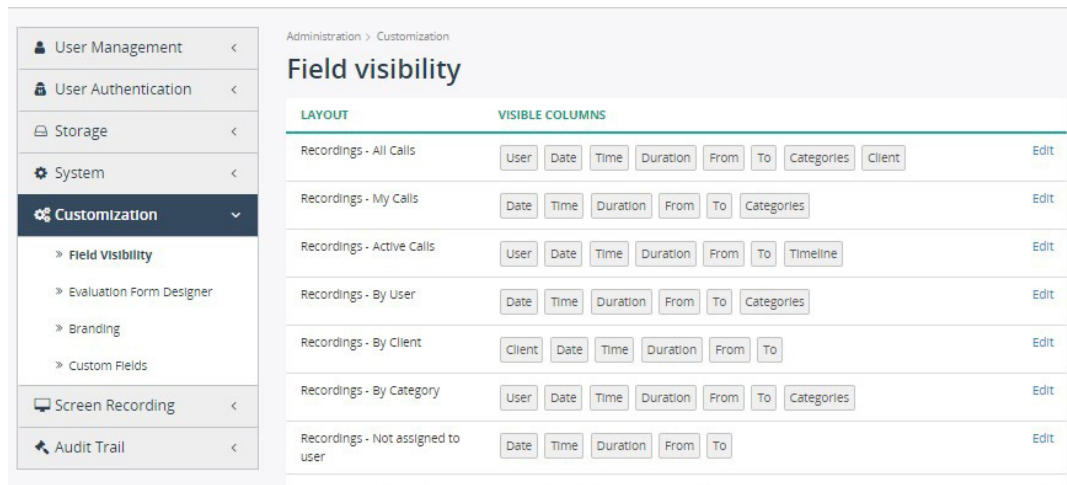 User Management
User Authentication
Storage
System
Customization
» Field Visibility
» Evaluation Form Designer
» Branding
» Custom Fields
Screen Recording
Audit Trail
Administration > Customization
Field visibility
LAYOUT VISIBLE COLUMNS
Recordings - All Calls User Date Time Duration From To Categories Client Edit
Recordings - My Calls Date Time Duration From To Categories Edit
Recordings - Active Calls User Date Time Duration From To Timeline Edit
Recordings - By User Date Time Duration From To Categories Edit
Recordings - By Client Client Date Time Duration From To Edit
Recordings - By Category User Date Time Duration From To Categories Edit
Recordings - Not assigned to Date Time Duration From To Edit
user